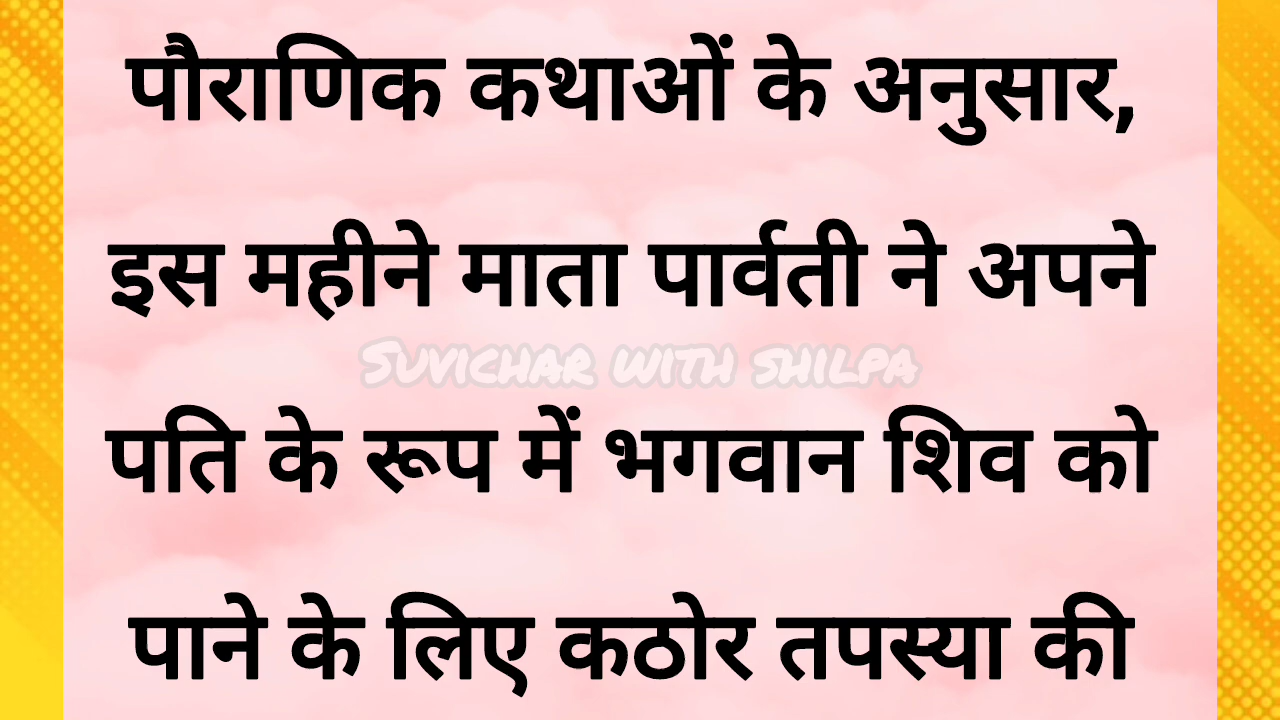 पौराणिक कथाओं के अनुसार,
इस महीने माता पार्वती ने अपने
SUVICHAR WITH SHILPA
पति के रूप में भगवान शिव को
पाने के लिए कठोर तपस्या की